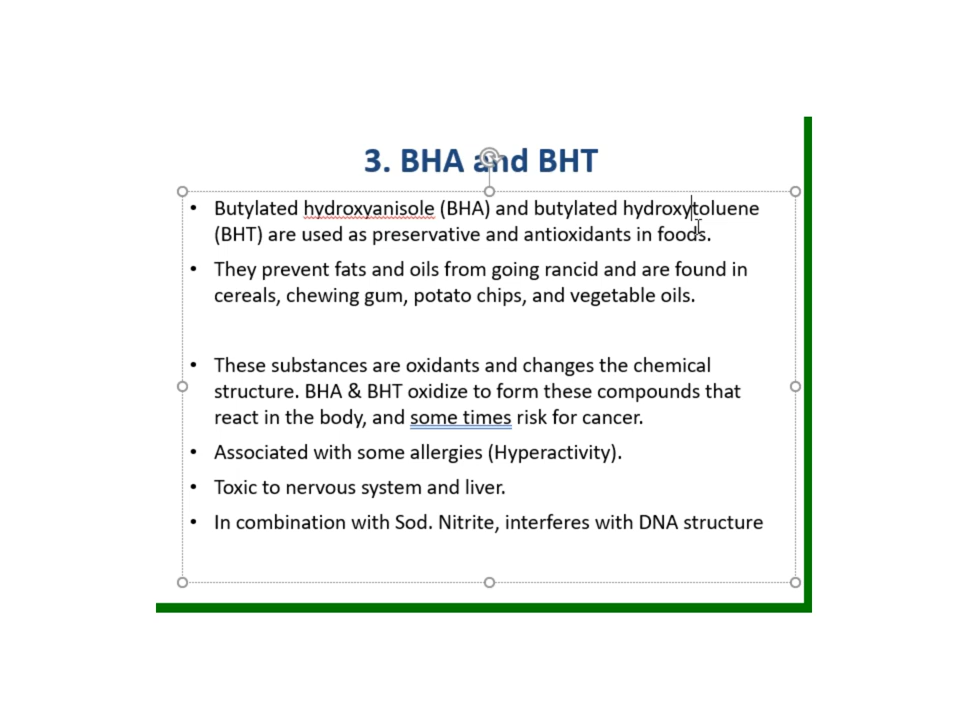 3. BHA and BHT
• Butylated hydroxyanisole (BHA) and butylated hydroxytoluene
(BHT) are used as preservative and antioxidants in foods.
• They prevent fats and oils from going rancid and are found in
cereals, chewing gum, potato chips, and vegetable oils.
• These substances are oxidants and changes the chemical
structure. BHA & BHT oxidize to form these compounds that
react in the body, and some times risk for cancer.
• Associated with some allergies (Hyperactivity).
• Toxic to nervous system and liver.
• In combination with Sod. Nitrite, interferes with DNA structure